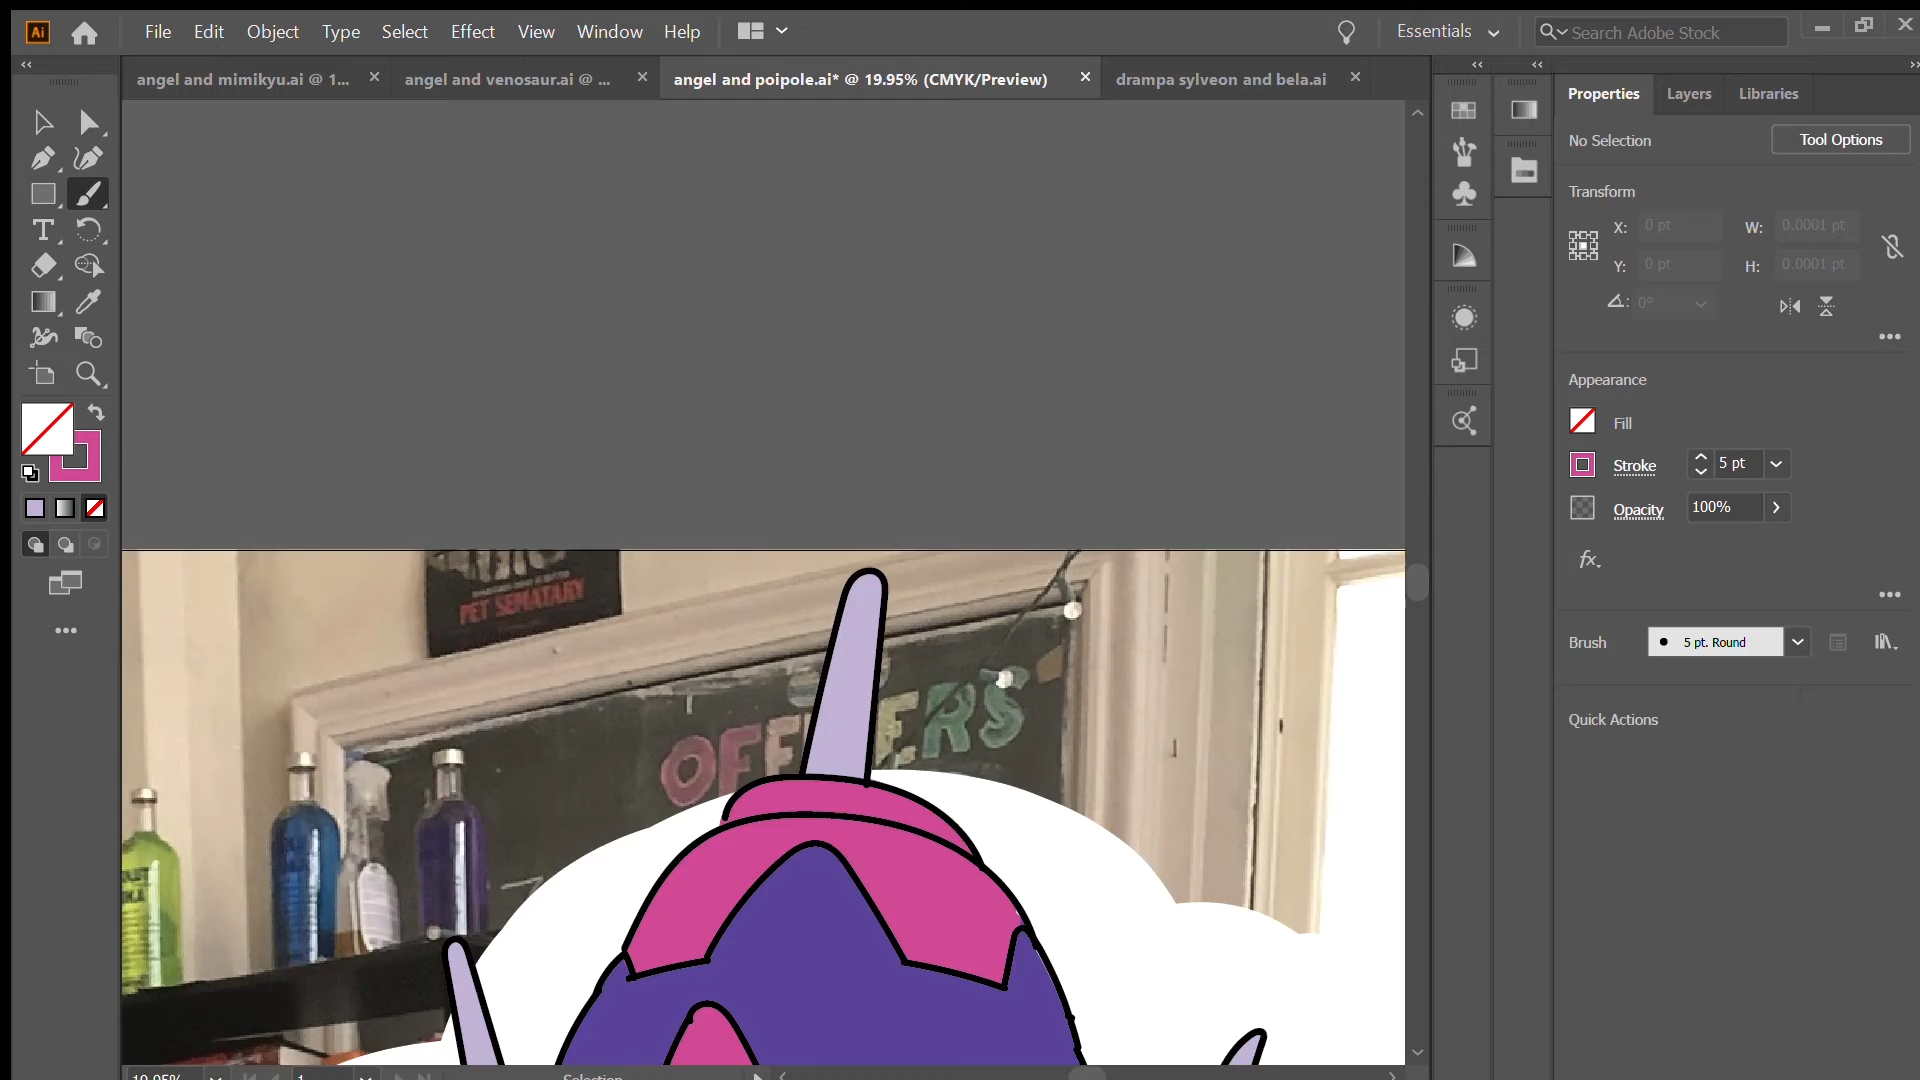 Ai File Edit Object Type Select Effect View Window Help Essentials Search Adobe Stock
angel and mimikyu.ai @ 1... angel and venosaur.ai @ ... angel and poipole.ai* @ 19.95% (CMYK/Preview) drampa sylveon and bela.ai
Properties Layers Libraries
No Selection Tool Options
Transform
X: 0 pt W: 0.0001 pt
Y: 0 pt H: 0.0001 pt
0°
Appearance
Fill
Stroke 5 pt
Opacity 100%
fx.
Brush 5 pt. Round
Quick Actions
PET SEMATARY
19.95% 1 Selection